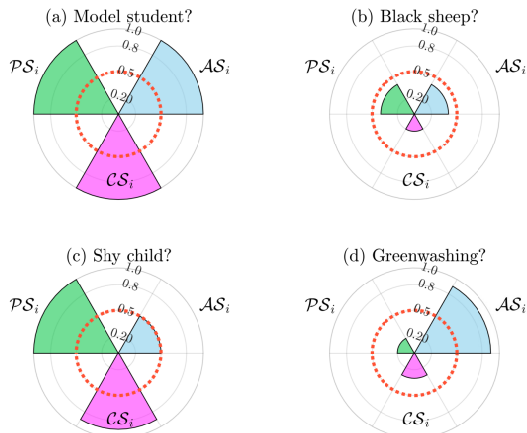 (a) Model student?
1.0
0.8
0.5
0.20
𝒫𝒮ᵢ
𝒜𝒮ᵢ
𝒞𝒮ᵢ
(b) Black sheep?
1.0
0.8
0.5
0.20
𝒫𝒮ᵢ
𝒜𝒮ᵢ
𝒞𝒮ᵢ
(c) Shy child?
1.0
0.8
0.5
0.20
𝒫𝒮ᵢ
𝒜𝒮ᵢ
𝒞𝒮ᵢ
(d) Greenwashing?
1.0
0.8
0.5
0.20
𝒫𝒮ᵢ
𝒜𝒮ᵢ
𝒞𝒮ᵢ